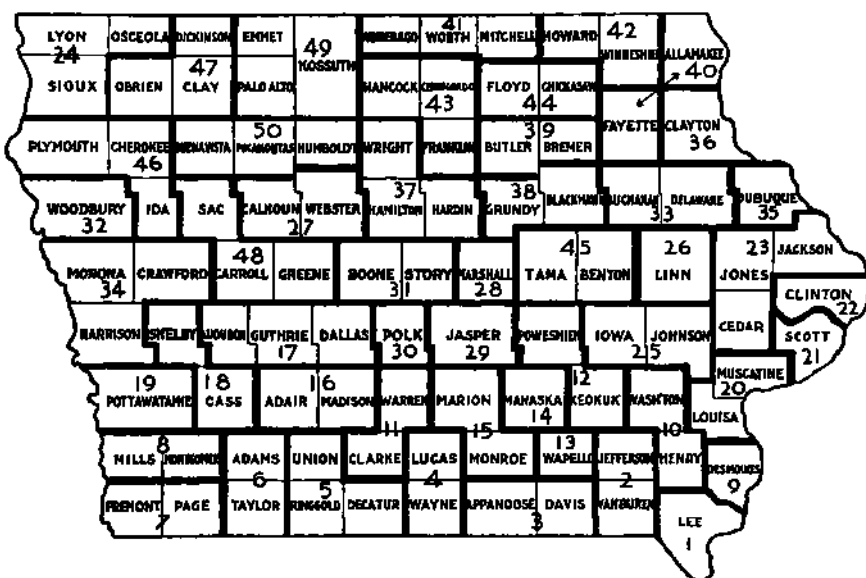 LYON OSCEOLA DICKINSON EMMET 49 KOSSUTH WINNEBAGO 41 WORTH MITCHELL HOWARD 42 WINNESHIEK ALLAMAKEE
24 40
SIOUX OBRIEN 47 CLAY PALO ALTO HANCOCK CERRO GORDO 43 FLOYD CHICKASAW 44
FAYETTE CLAYTON 36
PLYMOUTH CHEROKEE 46 BUENA VISTA 50 POCAHONTAS HUMBOLDT WRIGHT FRANKLIN BUTLER 39 BREMER
WOODBURY 32 IDA SAC CALHOUN 27 WEBSTER 37 HAMILTON HARDIN 38 GRUNDY BLACKHAWK BUCHANAN 33 DELAWARE DUBUQUE 35
MONONA 34 CRAWFORD 48 CARROLL GREENE BOONE 31 STORY MARSHALL 28 TAMA 45 BENTON 26 LINN 23 JONES JACKSON
CLINTON 22
HARRISON SHELBY AUDUBON GUTHRIE 17 DALLAS POLK 30 JASPER 29 POWESHIEK IOWA 25 JOHNSON CEDAR SCOTT 21
19 POTTAWATAMIE 18 CASS 16 ADAIR MADISON WARREN 11 MARION 15 MAHASKA 14 12 KEOKUK WASH'TON 10 MUSCATINE 20
LOUISA
MILLS 8 MONTGOMERY ADAMS 6 UNION CLARKE LUCAS 4 MONROE 13 WAPELLO JEFFERSON 2 HENRY DESMOINES 9
FREMONT 7 PAGE TAYLOR 5 RINGGOLD DECATUR WAYNE APPANOOSE 3 DAVIS VAN BUREN LEE 1